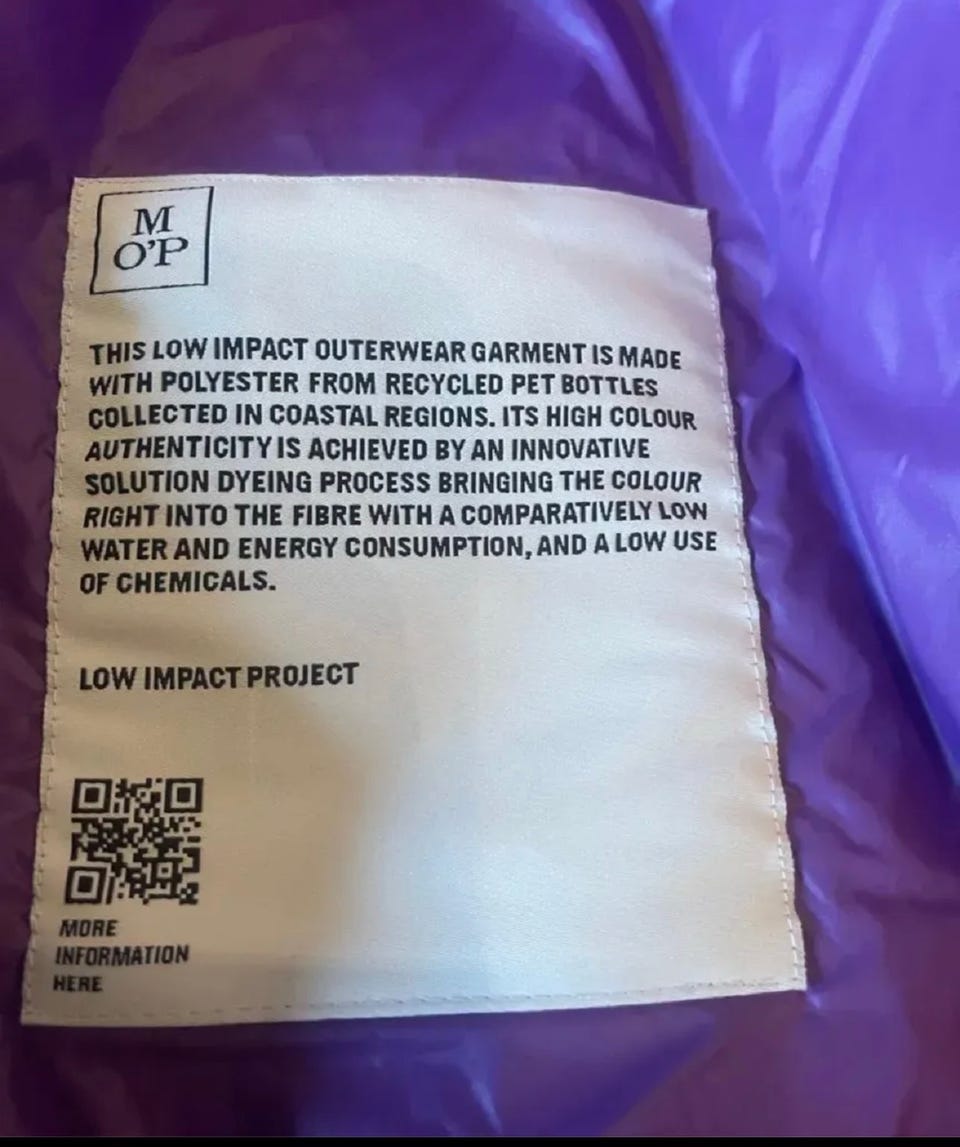 M
O'P
THIS LOW IMPACT OUTERWEAR GARMENT IS MADE
WITH POLYESTER FROM RECYCLED PET BOTTLES
COLLECTED IN COASTAL REGIONS. ITS HIGH COLOUR
AUTHENTICITY IS ACHIEVED BY AN INNOVATIVE
SOLUTION DYEING PROCESS BRINGING THE COLOUR
RIGHT INTO THE FIBRE WITH A COMPARATIVELY LOW
WATER AND ENERGY CONSUMPTION, AND A LOW USE
OF CHEMICALS.
LOW IMPACT PROJECT
MORE
INFORMATION
HERE